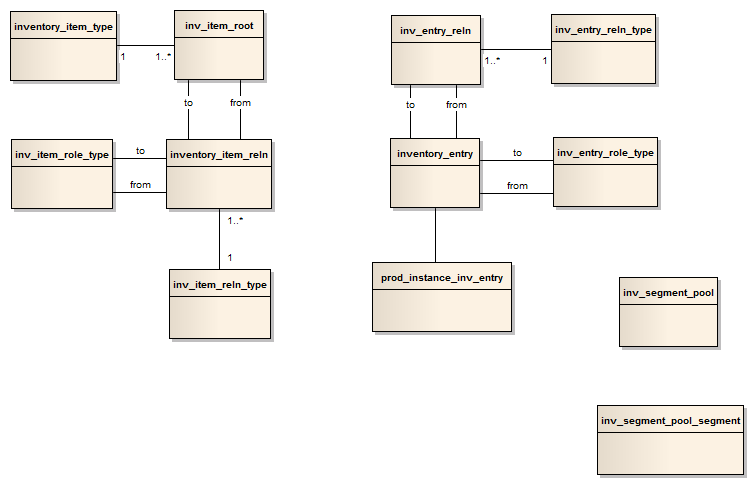 inventory_item_type
inv_item_root
1
1..*
to
from
inv_item_role_type
to
inventory_item_reln
from
1..*
1
inv_item_reln_type
inv_entry_reln
inv_entry_reln_type
1..*
1
to
from
inventory_entry
to
inv_entry_role_type
from
prod_instance_inv_entry
inv_segment_pool
inv_segment_pool_segment